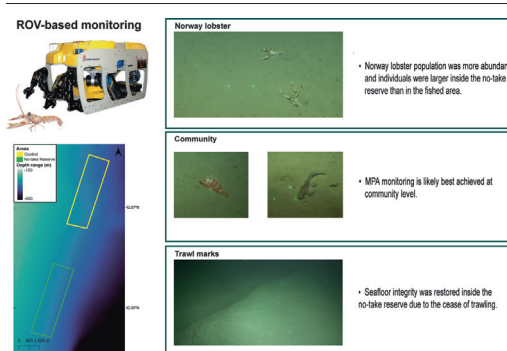 ROV-based monitoring
Norway lobster
• Norway lobster population was more abundan
and individuals were larger inside the no-take
reserve than in the fished area.
Areas
Control
No-take Reserve
Depth range (m)
Community
• MPA monitoring is likely best achieved at
community level.
Trawl marks
• Seafloor integrity was restored inside the
no-take reserve due to the cease of trawling.